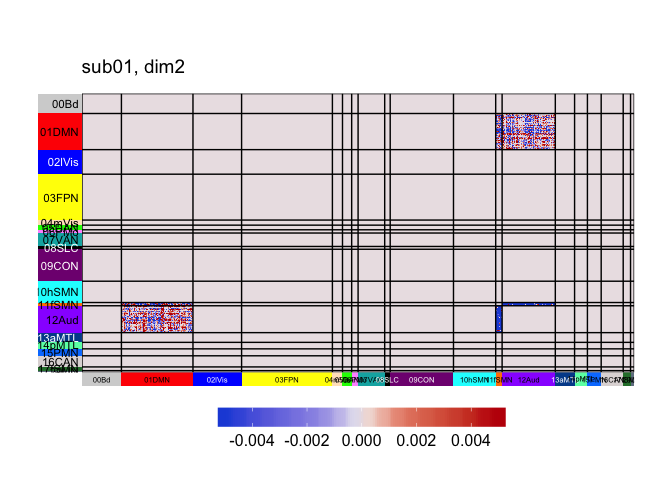 sub01, dim2
00Bd
01DMN
02lVis
03FPN
04mVis
07VAN
08SLC
09CON
10hSMN
11fSMN
12Aud
13aMTL
14pMTL
15PMN
16CAN
00Bd 01DMN 02lVis 03FPN 09CON 10hSMN 12Aud
-0.004 -0.002 0.000 0.002 0.004